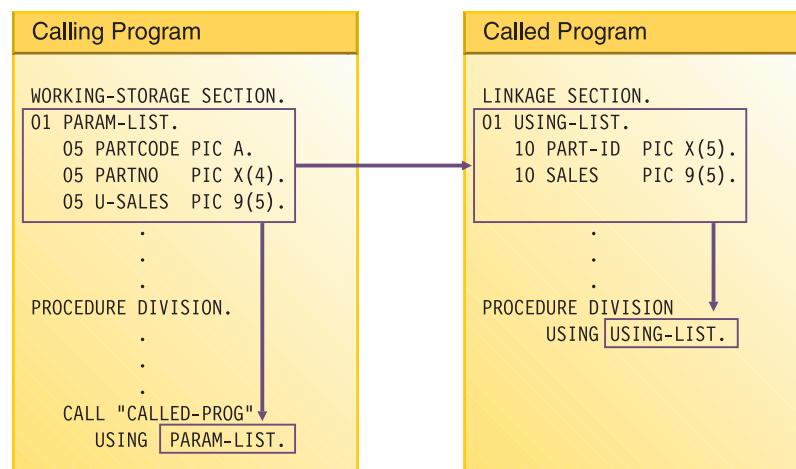 Calling Program
WORKING-STORAGE SECTION.
01 PARAM-LIST.
05 PARTCODE PIC A.
05 PARTNO PIC X(4).
05 U-SALES PIC 9(5).
.
.
.
PROCEDURE DIVISION.
.
.
.
CALL "CALLED-PROG"
USING PARAM-LIST.
Called Program
LINKAGE SECTION.
01 USING-LIST.
10 PART-ID PIC X(5).
10 SALES PIC 9(5).
.
.
.
PROCEDURE DIVISION
USING USING-LIST.